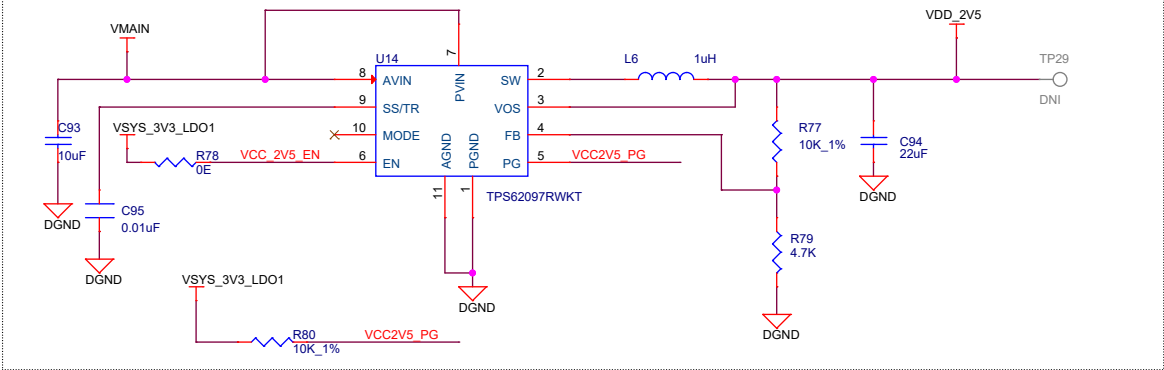 VMAIN
VDD_2V5
U14
7
L6
1uH
TP29
DNI
8
AVIN
PVIN
SW
2
9
SS/TR
VOS
3
C93
10uF
VSYS_3V3_LDO1
10
MODE
FB
4
R77
10K_1%
C94
22uF
R78
0E
VCC_2V5_EN
6
EN
AGND
PGND
PG
5
VCC2V5_PG
11
1
TPS62097RWKT
DGND
DGND
C95
0.01uF
R79
4.7K
DGND
VSYS_3V3_LDO1
DGND
R80
10K_1%
VCC2V5_PG
DGND